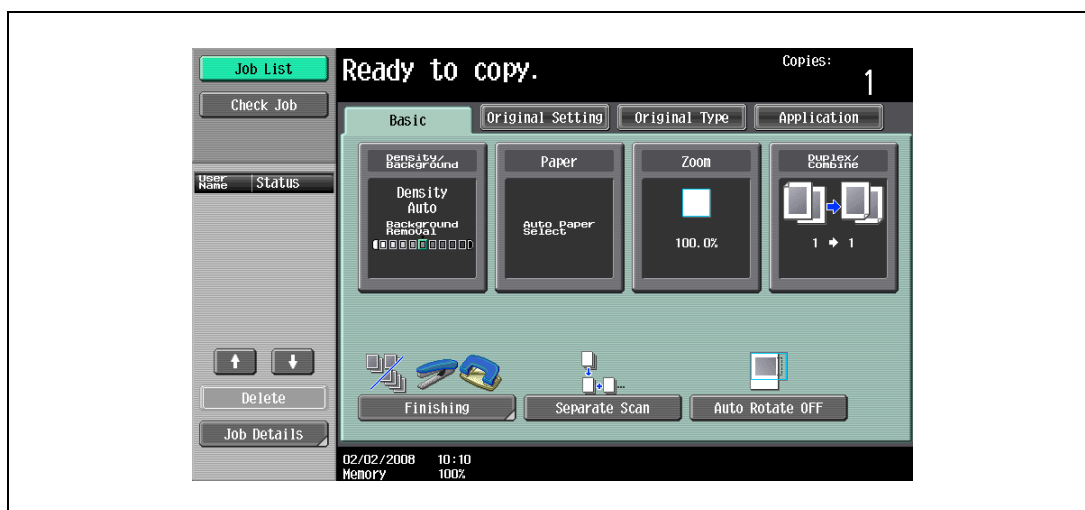 Job List
Check Job
User
Name
Status
Delete
Job Details
Ready to copy.
Copies:
1
Basic
Original Setting
Original Type
Application
Density/
Background
Density
Auto
Background
Removal
Paper
Auto Paper
Select
Zoom
100.0%
Duplex/
Combine
1 → 1
Finishing
Separate Scan
Auto Rotate OFF
02/02/2008 10:10
Memory 100%